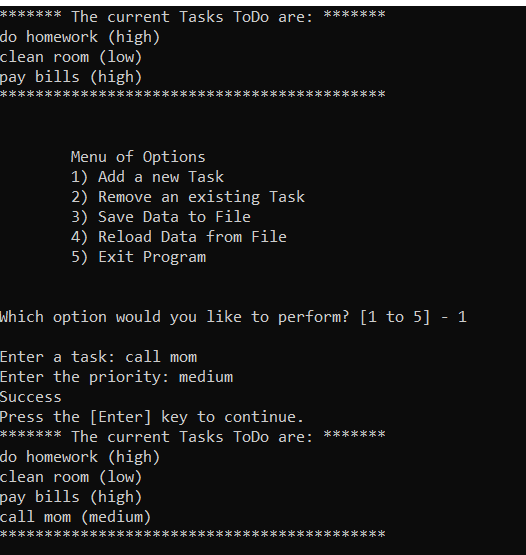 ******* The current Tasks ToDo are: *******
do homework (high)
clean room (low)
pay bills (high)
*******************************************
Menu of Options
1) Add a new Task
2) Remove an existing Task
3) Save Data to File
4) Reload Data from File
5) Exit Program
Which option would you like to perform? [1 to 5] - 1
Enter a task: call mom
Enter the priority: medium
Success
Press the [Enter] key to continue.
******* The current Tasks ToDo are: *******
do homework (high)
clean room (low)
pay bills (high)
call mom (medium)
*******************************************